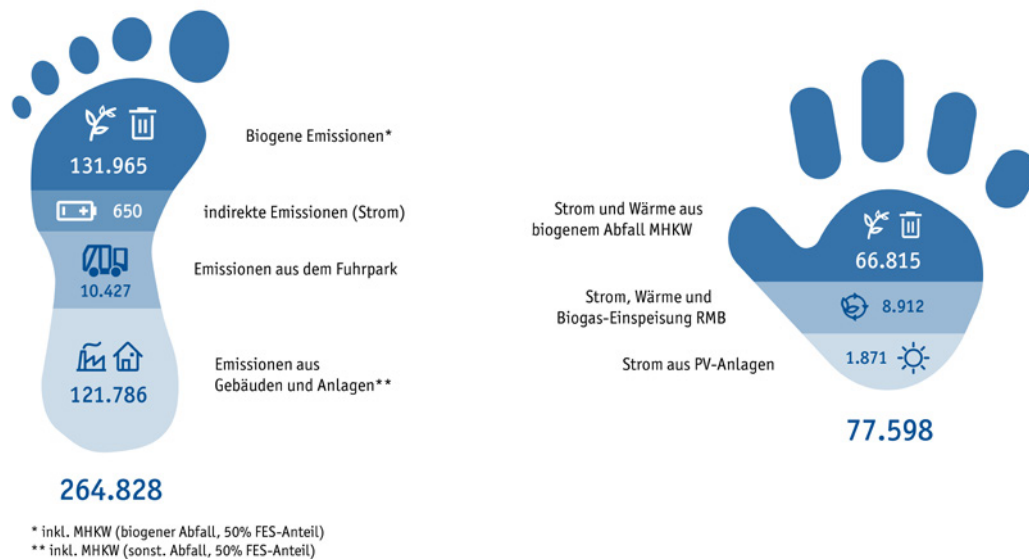 Biogene Emissionen*
131.965
650
indirekte Emissionen (Strom)
Emissionen aus dem Fuhrpark
10.427
Emissionen aus
Gebäuden und Anlagen**
121.786
264.828
* inkl. MHKW (biogener Abfall, 50% FES-Anteil)
** inkl. MHKW (sonst. Abfall, 50% FES-Anteil)
Strom und Wärme aus
biogenem Abfall MHKW
66.815
Strom, Wärme und
Biogas-Einspeisung RMB
8.912
Strom aus PV-Anlagen
1.871
77.598